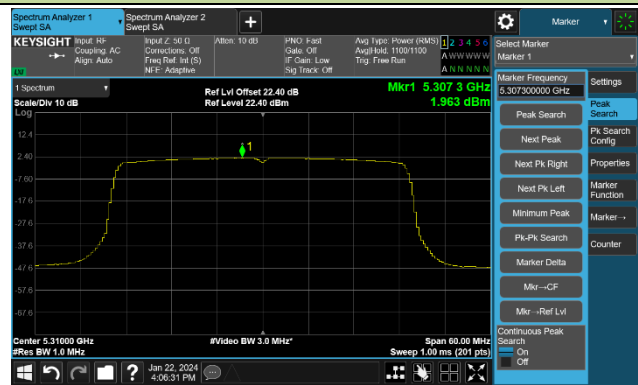 Spectrum Analyzer 1
Swept SA
Spectrum Analyzer 2
Swept SA
+
Marker
KEYSIGHT
Input: RF
Coupling: AC
Align: Auto
Input Z: 50 Ω
Corrections: Off
Freq Ref: Int (S)
NFE: Adaptive
Atten: 10 dB
PNO: Fast
Gate: Off
IF Gain: Low
Sig Track: Off
Avg Type: Power (RMS)
Avg|Hold: 1100/1100
Trig: Free Run
1 2 3 4 5 6
A W W W W W
A N N N N N
LXI
Select Marker
Marker 1
1 Spectrum
Scale/Div 10 dB
Log
Ref Lvl Offset 22.40 dB
Ref Level 22.40 dBm
Mkr1 5.307 3 GHz
1.963 dBm
12.4
2.40
-7.60
-17.6
-27.6
-37.6
-47.6
-57.6
-67.6
1
Center 5.31000 GHz
#Res BW 1.0 MHz
#Video BW 3.0 MHz*
Span 60.00 MHz
Sweep 1.00 ms (201 pts)
Marker Frequency
5.307300000 GHz
Peak Search
Next Peak
Next Pk Right
Next Pk Left
Minimum Peak
Pk-Pk Search
Marker Delta
Mkr→CF
Mkr→Ref Lvl
Continuous Peak
Search
On
Off
Settings
Peak
Search
Pk Search
Config
Properties
Marker
Function
Marker→
Counter
?
Jan 22, 2024
4:06:31 PM